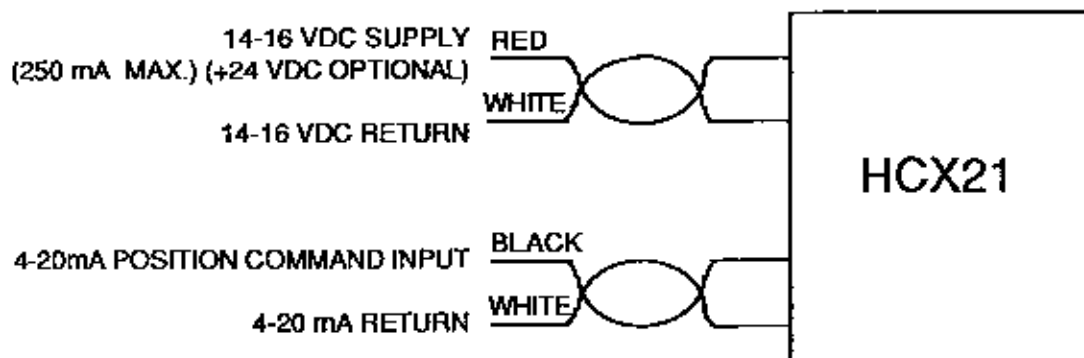 14-16 VDC SUPPLY
(250 mA MAX.) (+24 VDC OPTIONAL)
RED
WHITE
14-16 VDC RETURN
HCX21
4-20mA POSITION COMMAND INPUT
BLACK
WHITE
4-20 mA RETURN